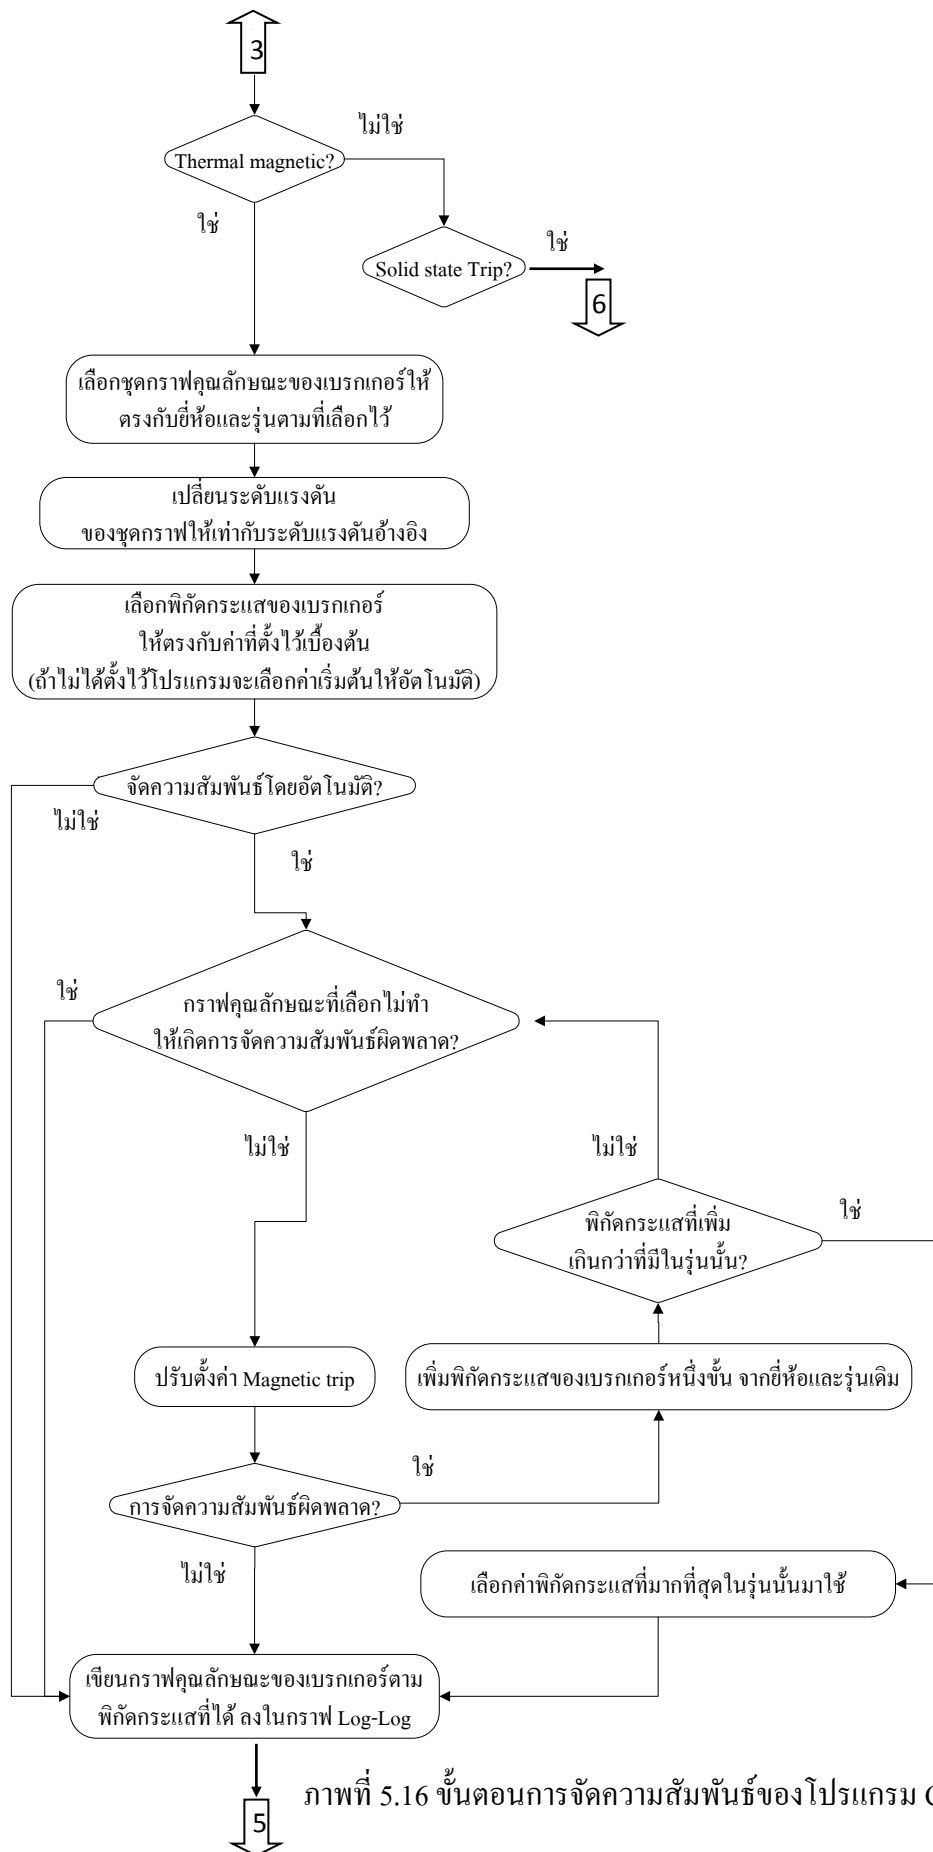 3
ไม่ใช่
Thermal magnetic?
ใช่
ใช่
Solid state Trip?
6
เลือกชุดกราฟคุณลักษณะของเบรกเกอร์ให้
ตรงกับยี่ห้อและรุ่นตามที่เลือกไว้
เปลี่ยนระดับแรงดัน
ของชุดกราฟให้เท่ากับระดับแรงดันอ้างอิง
เลือกพิกัดกระแสของเบรกเกอร์
ให้ตรงกับค่าที่ตั้งไว้เบื้องต้น
(ถ้าไม่ได้ตั้งไว้โปรแกรมจะเลือกค่าเริ่มต้นให้อัตโนมัติ)
จัดความสัมพันธ์โดยอัตโนมัติ?
ไม่ใช่
ใช่
ใช่
กราฟคุณลักษณะที่เลือกไม่ทำ
ให้เกิดการจัดความสัมพันธ์ผิดพลาด?
ไม่ใช่
ไม่ใช่
ใช่
พิกัดกระแสที่เพิ่ม
เกินกว่าที่มีในรุ่นนั้น?
ปรับตั้งค่า Magnetic trip
เพิ่มพิกัดกระแสของเบรกเกอร์หนึ่งขั้น จากยี่ห้อและรุ่นเดิม
ใช่
การจัดความสัมพันธ์ผิดพลาด?
ไม่ใช่
เลือกค่าพิกัดกระแสที่มากที่สุดในรุ่นนั้นมาใช้
เขียนกราฟคุณลักษณะของเบรกเกอร์ตาม
พิกัดกระแสที่ได้ ลงในกราฟ Log-Log
ภาพที่ 5.16 ขั้นตอนการจัดความสัมพันธ์ของโปรแกรม
5